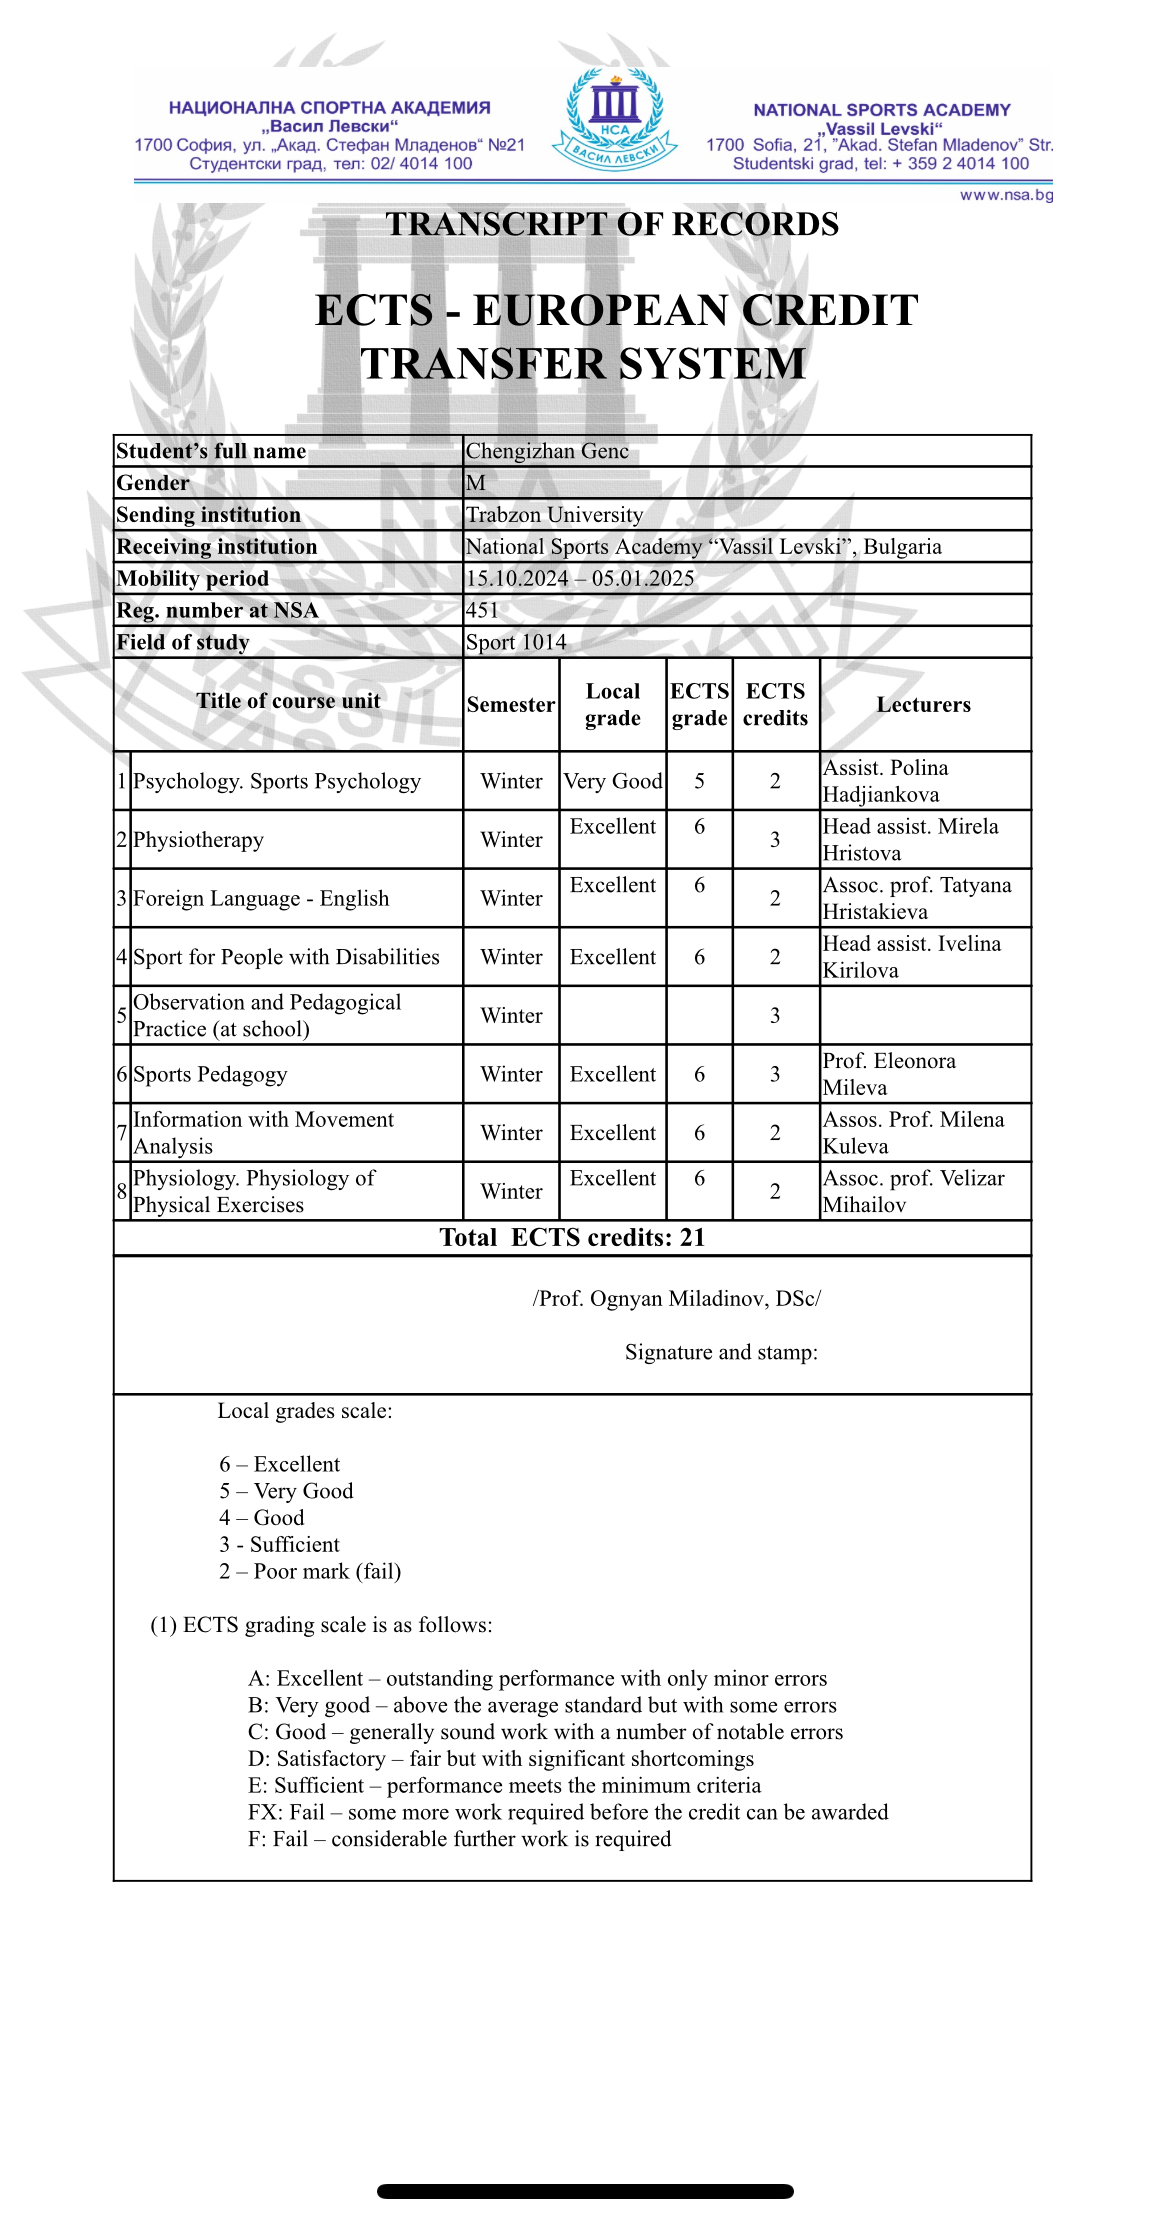 НАЦИОНАЛНА СПОРТНА АКАДЕМИЯ
„Васил Левски“
1700 София, ул. „Акад. Стефан Младенов“ №21
Студентски град, тел: 02/ 4014 100
НСА
ВАСИЛ ЛЕВСКИ
NATIONAL SPORTS ACADEMY
„Vassil Levski“
1700 Sofia, 21, ”Akad. Stefan Mladenov” Str.
Studentski grad, tel: + 359 2 4014 100
www.nsa.bg
TRANSCRIPT OF RECORDS
ECTS - EUROPEAN CREDIT
TRANSFER SYSTEM
Student’s full name Chengizhan Genc
Gender M
Sending institution Trabzon University
Receiving institution National Sports Academy “Vassil Levski”, Bulgaria
Mobility period 15.10.2024 – 05.01.2025
Reg. number at NSA 451
Field of study Sport 1014
NSA
VASSIL
Title of course unit Semester Local grade ECTS grade ECTS credits Lecturers
1 Psychology. Sports Psychology Winter Very Good 5 2 Assist. Polina Hadjiankova
2 Physiotherapy Winter Excellent 6 3 Head assist. Mirela Hristova
3 Foreign Language - English Winter Excellent 6 2 Assoc. prof. Tatyana Hristakieva
4 Sport for People with Disabilities Winter Excellent 6 2 Head assist. Ivelina Kirilova
5 Observation and Pedagogical Practice (at school) Winter 3
6 Sports Pedagogy Winter Excellent 6 3 Prof. Eleonora Mileva
7 Information with Movement Analysis Winter Excellent 6 2 Assos. Prof. Milena Kuleva
8 Physiology. Physiology of Physical Exercises Winter Excellent 6 2 Assoc. prof. Velizar Mihailov
Total ECTS credits: 21
/Prof. Ognyan Miladinov, DSc/
Signature and stamp:
Local grades scale:
6 – Excellent
5 – Very Good
4 – Good
3 - Sufficient
2 – Poor mark (fail)
(1) ECTS grading scale is as follows:
A: Excellent – outstanding performance with only minor errors
B: Very good – above the average standard but with some errors
C: Good – generally sound work with a number of notable errors
D: Satisfactory – fair but with significant shortcomings
E: Sufficient – performance meets the minimum criteria
FX: Fail – some more work required before the credit can be awarded
F: Fail – considerable further work is required